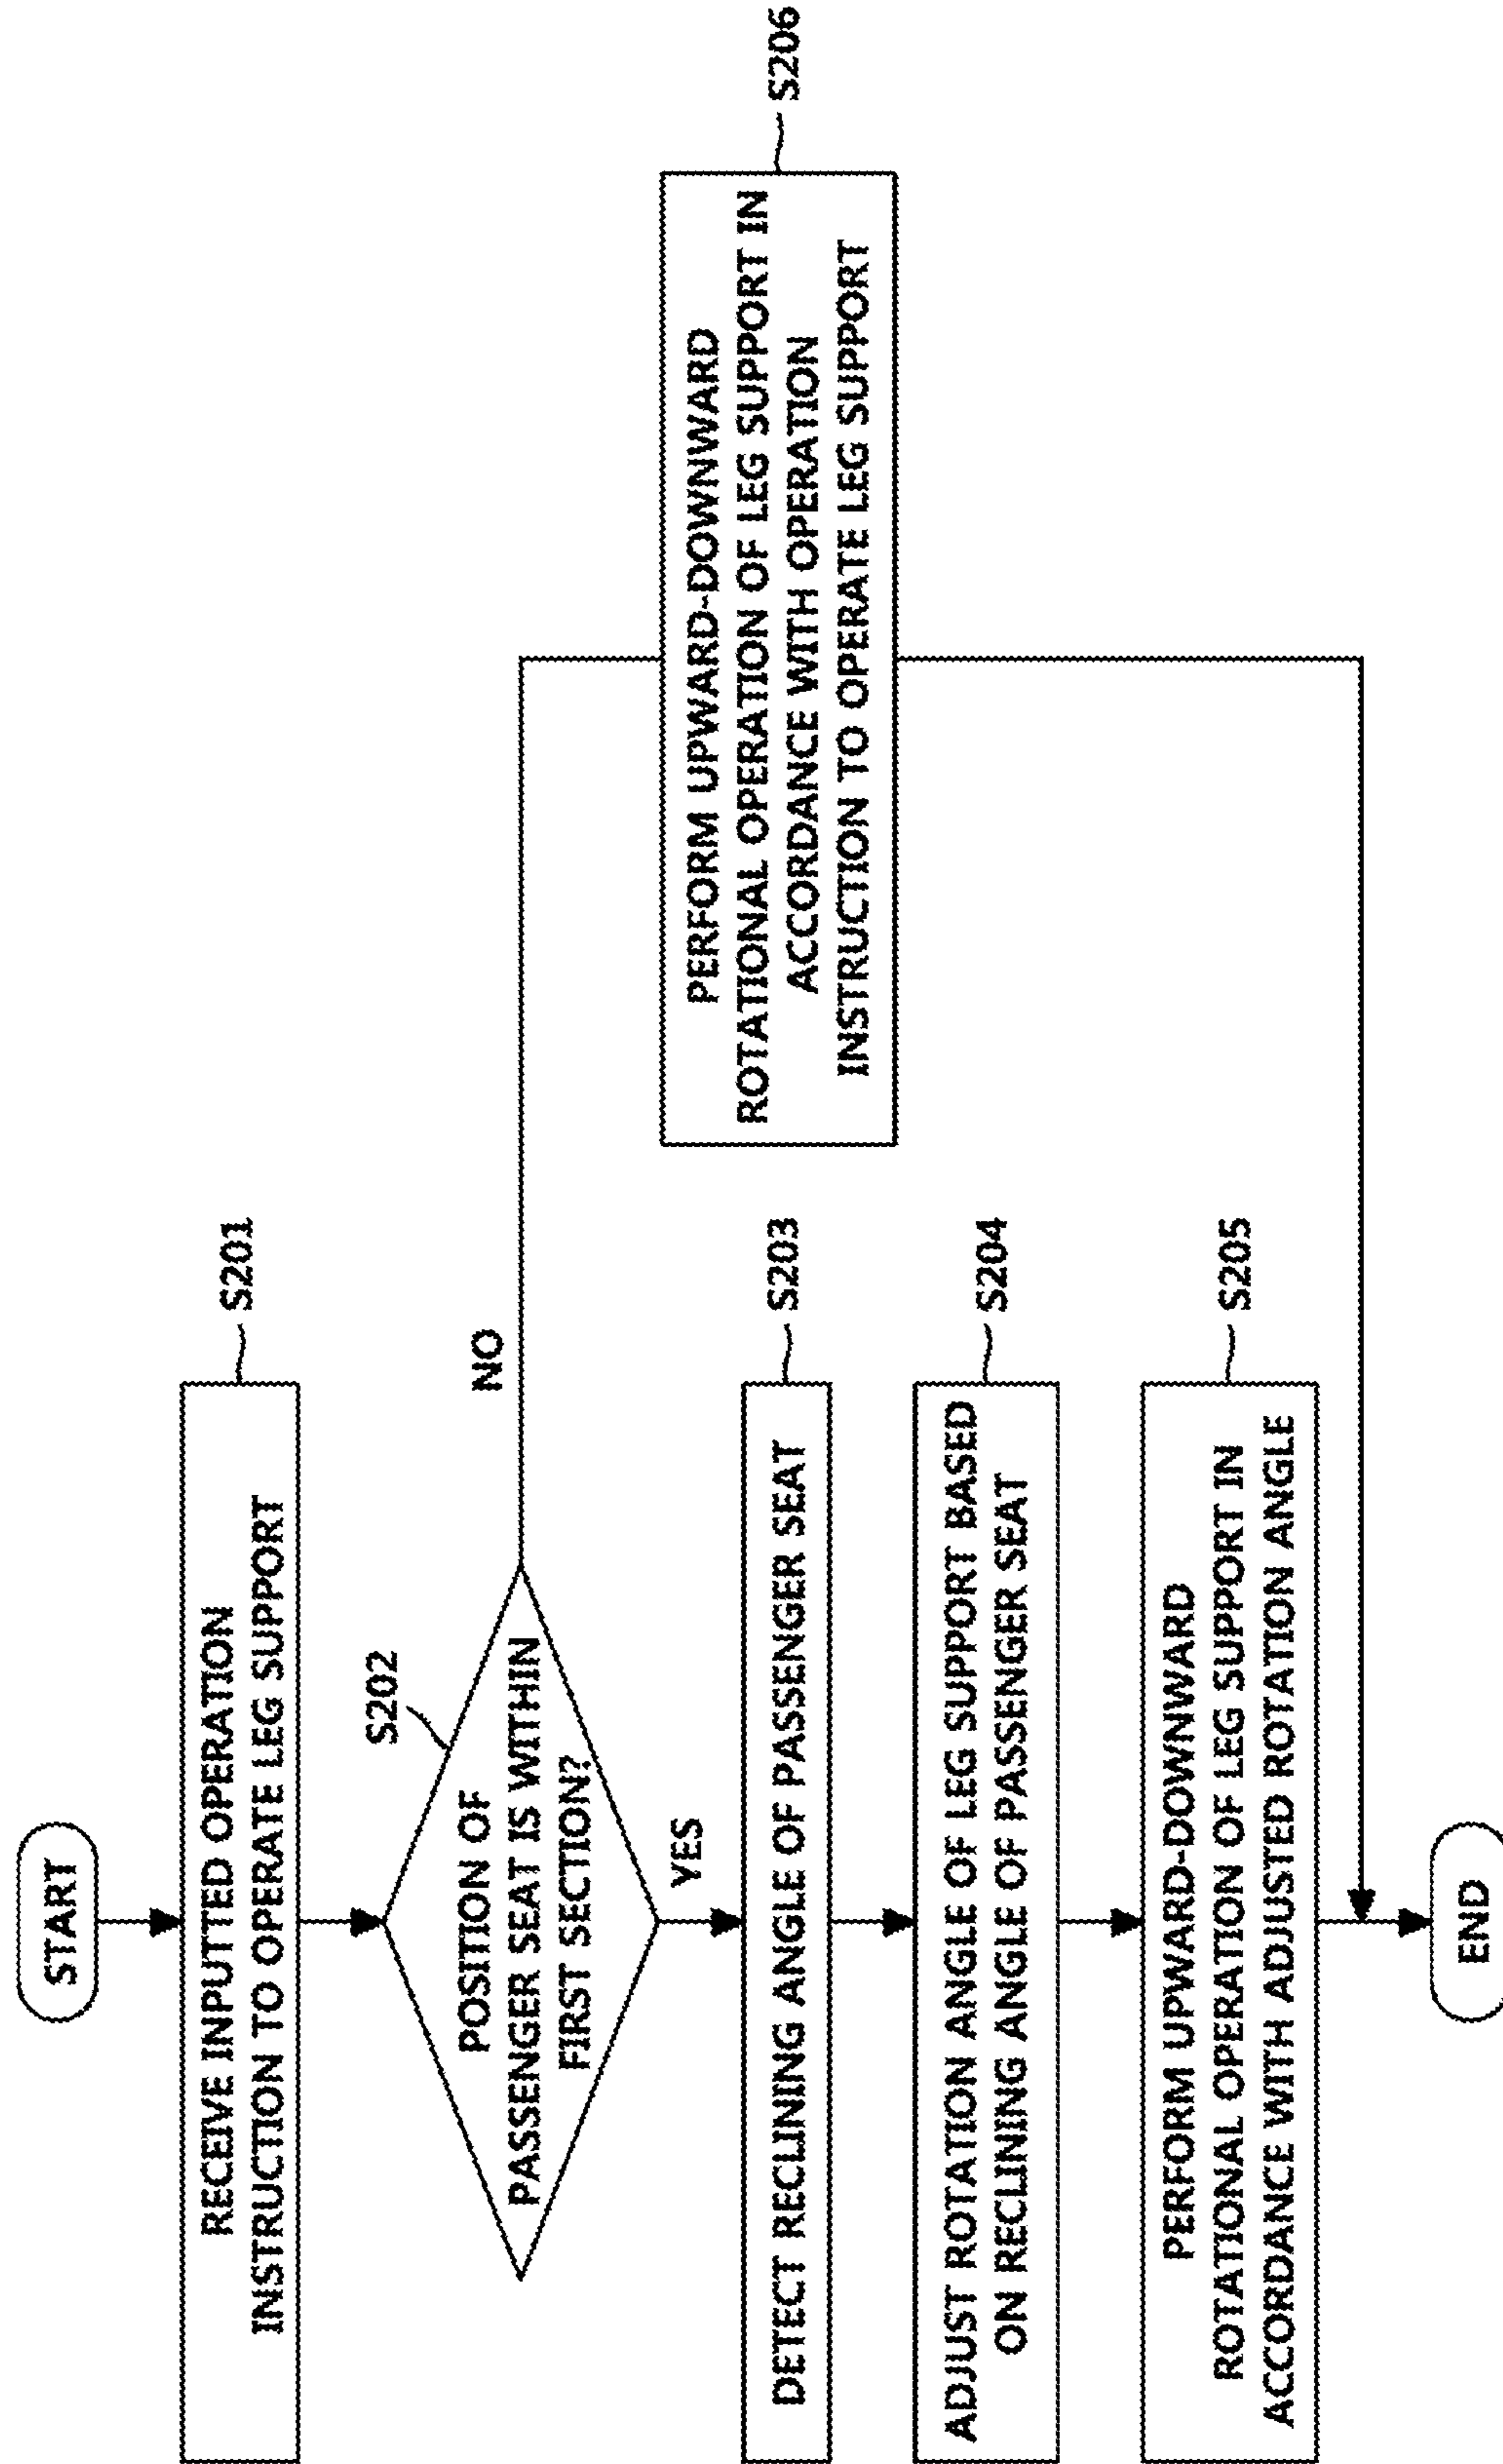 START
RECEIVE INPUTTED OPERATION
INSTRUCTION TO OPERATE LEG SUPPORT
S201
S202
POSITION OF
PASSENGER SEAT IS WITHIN
FIRST SECTION?
NO
YES
DETECT RECLINING ANGLE OF PASSENGER SEAT
S203
ADJUST ROTATION ANGLE OF LEG SUPPORT BASED
ON RECLINING ANGLE OF PASSENGER SEAT
S204
PERFORM UPWARD-DOWNWARD
ROTATIONAL OPERATION OF LEG SUPPORT IN
ACCORDANCE WITH ADJUSTED ROTATION ANGLE
S205
PERFORM UPWARD-DOWNWARD
ROTATIONAL OPERATION OF LEG SUPPORT IN
ACCORDANCE WITH OPERATION
INSTRUCTION TO OPERATE LEG SUPPORT
S206
END